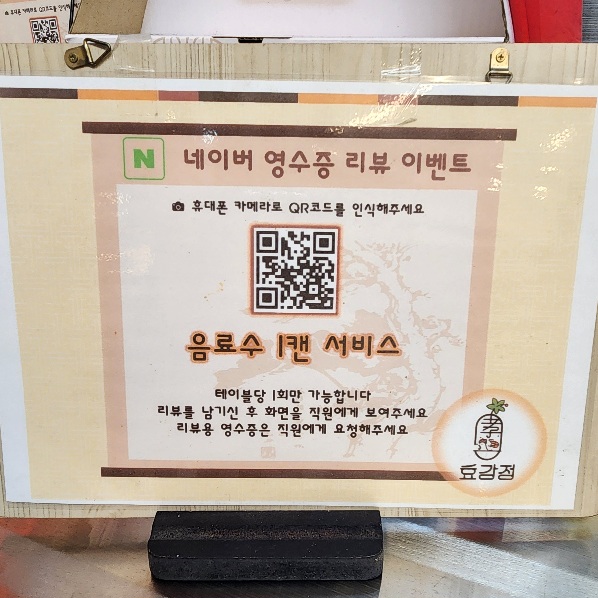 N 네이버 영수증 리뷰 이벤트
휴대폰 카메라로 QR코드를 인식해주세요
음료수 1캔 서비스
테이블당 1회만 가능합니다
리뷰를 남기신 후 화면을 직원에게 보여주세요
리뷰용 영수증은 직원에게 요청해주세요
효감점